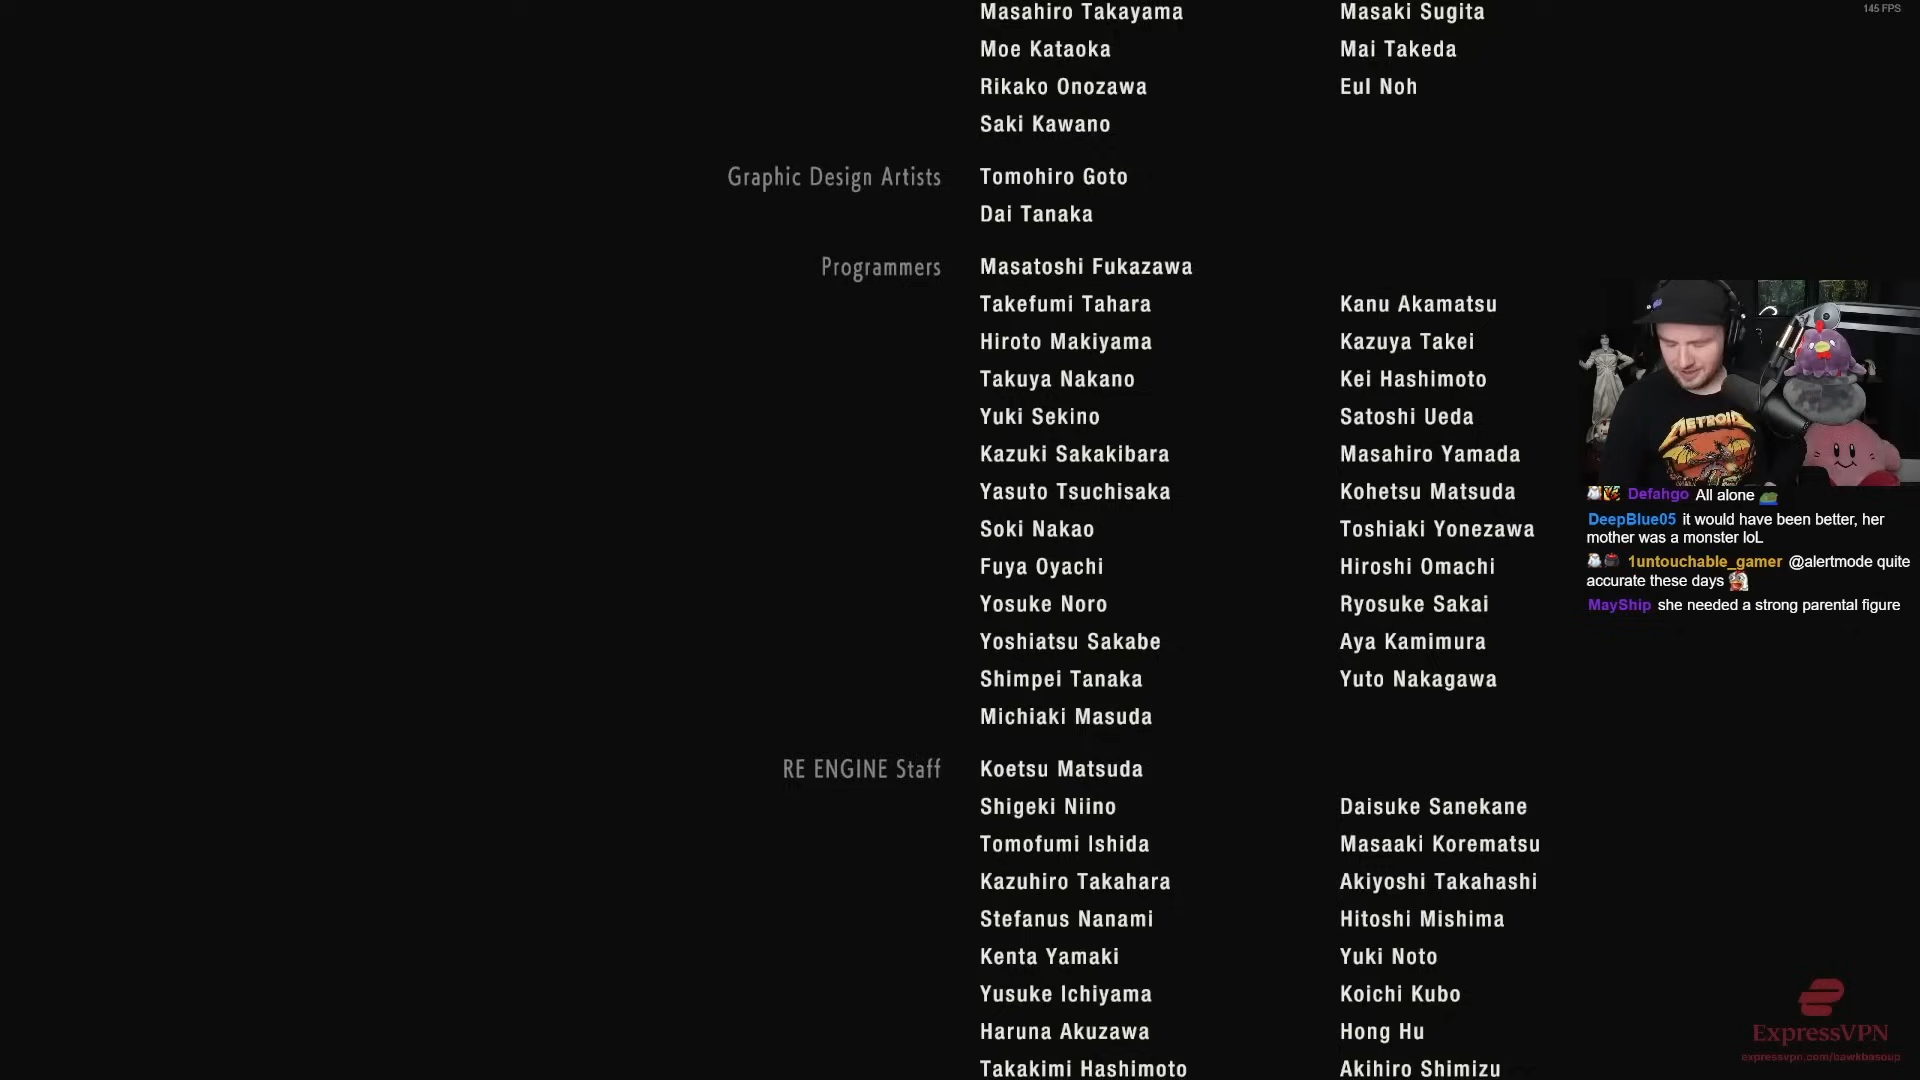 145 FPS
Masahiro Takayama Masaki Sugita
Moe Kataoka Mai Takeda
Rikako Onozawa Eul Noh
Saki Kawano
Graphic Design Artists Tomohiro Goto
Dai Tanaka
Programmers Masatoshi Fukazawa
Takefumi Tahara Kanu Akamatsu
Hiroto Makiyama Kazuya Takei
Takuya Nakano Kei Hashimoto
Yuki Sekino Satoshi Ueda
Kazuki Sakakibara Masahiro Yamada
Yasuto Tsuchisaka Kohetsu Matsuda
Soki Nakao Toshiaki Yonezawa
Fuya Oyachi Hiroshi Omachi
Yosuke Noro Ryosuke Sakai
Yoshiatsu Sakabe Aya Kamimura
Shimpei Tanaka Yuto Nakagawa
Michiaki Masuda
RE ENGINE Staff Koetsu Matsuda
Shigeki Niino Daisuke Sanekane
Tomofumi Ishida Masaaki Korematsu
Kazuhiro Takahara Akiyoshi Takahashi
Stefanus Nanami Hitoshi Mishima
Kenta Yamaki Yuki Noto
Yusuke Ichiyama Koichi Kubo
Haruna Akuzawa Hong Hu
Takakimi Hashimoto Akihiro Shimizu
METROID
Defahgo All alone
DeepBlue05 it would have been better, her
mother was a monster loL
1untouchable_gamer @alertmode quite
accurate these days
MayShip she needed a strong parental figure
ExpressVPN
expressvpn.com/bawkbasoup